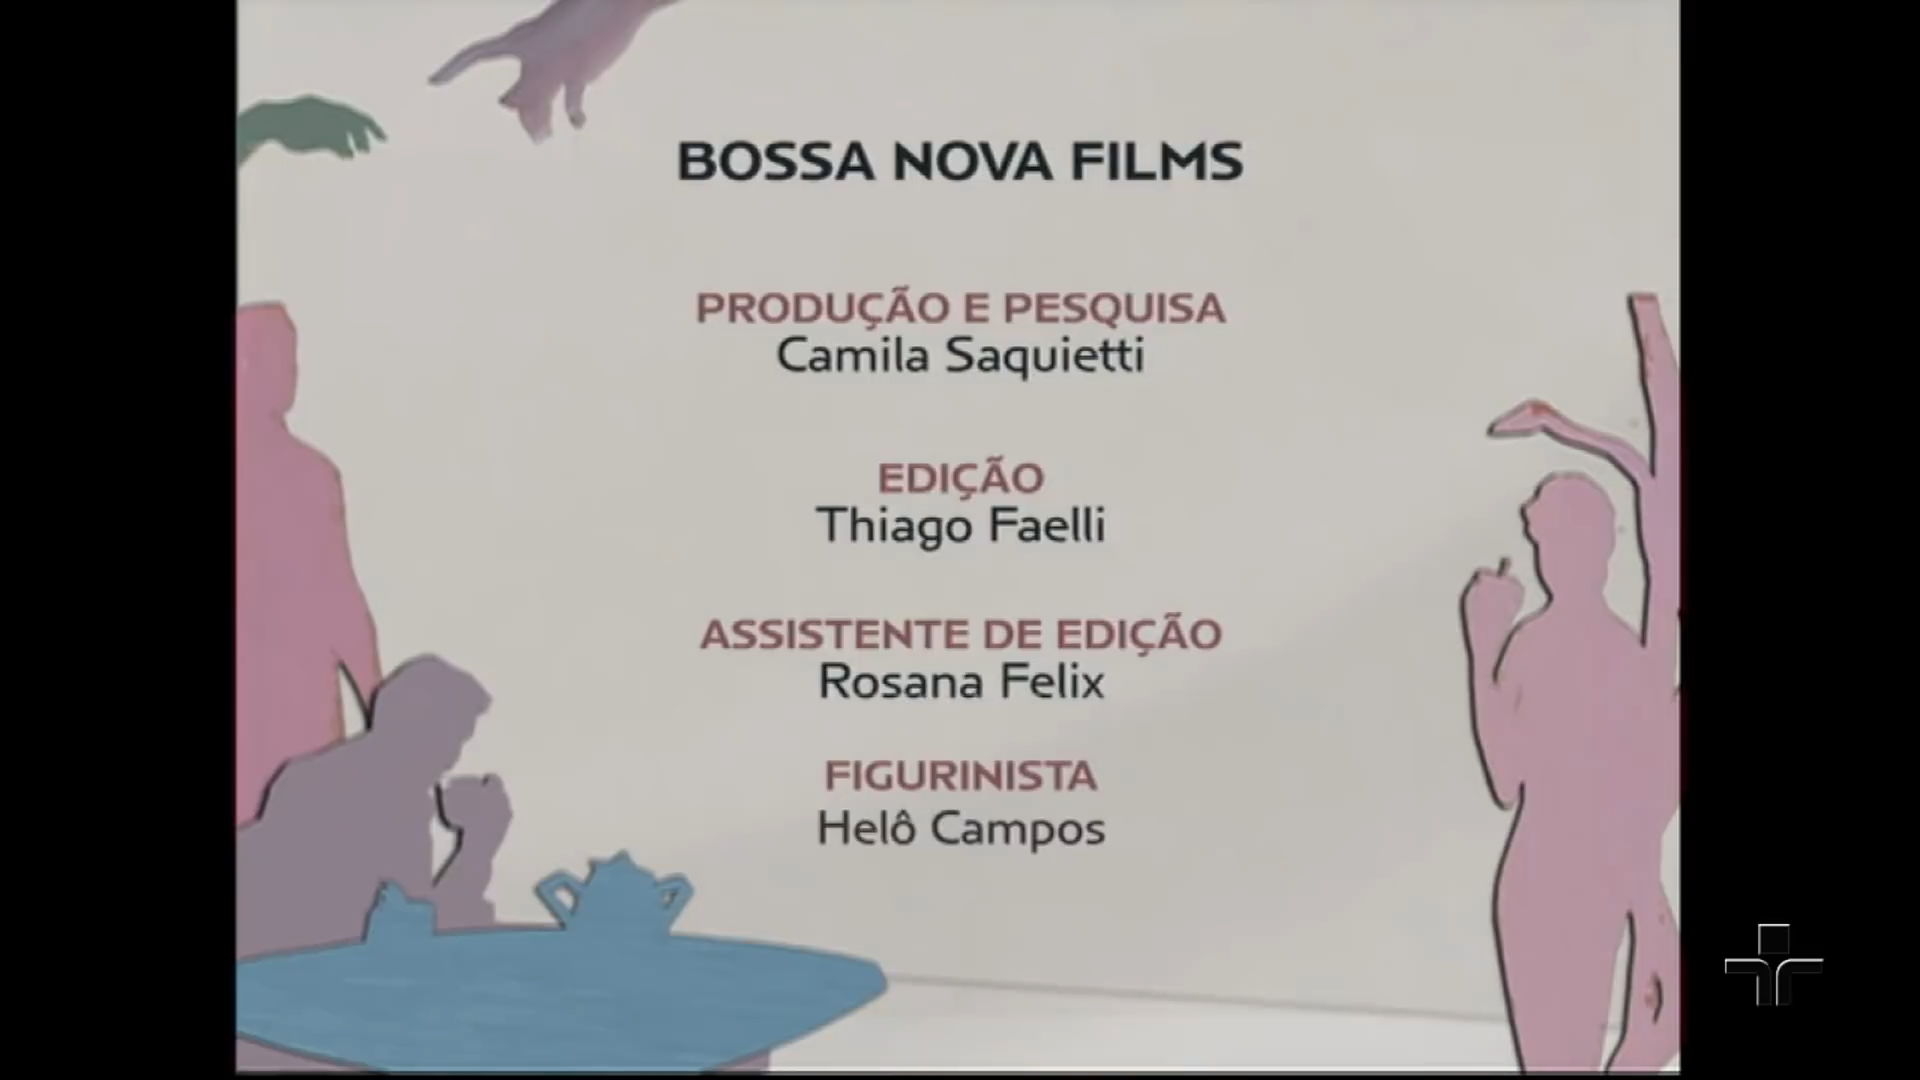 BOSSA NOVA FILMS
PRODUÇÃO E PESQUISA
Camila Saquietti
EDIÇÃO
Thiago Faelli
ASSISTENTE DE EDIÇÃO
Rosana Felix
FIGURINISTA
Helô Campos